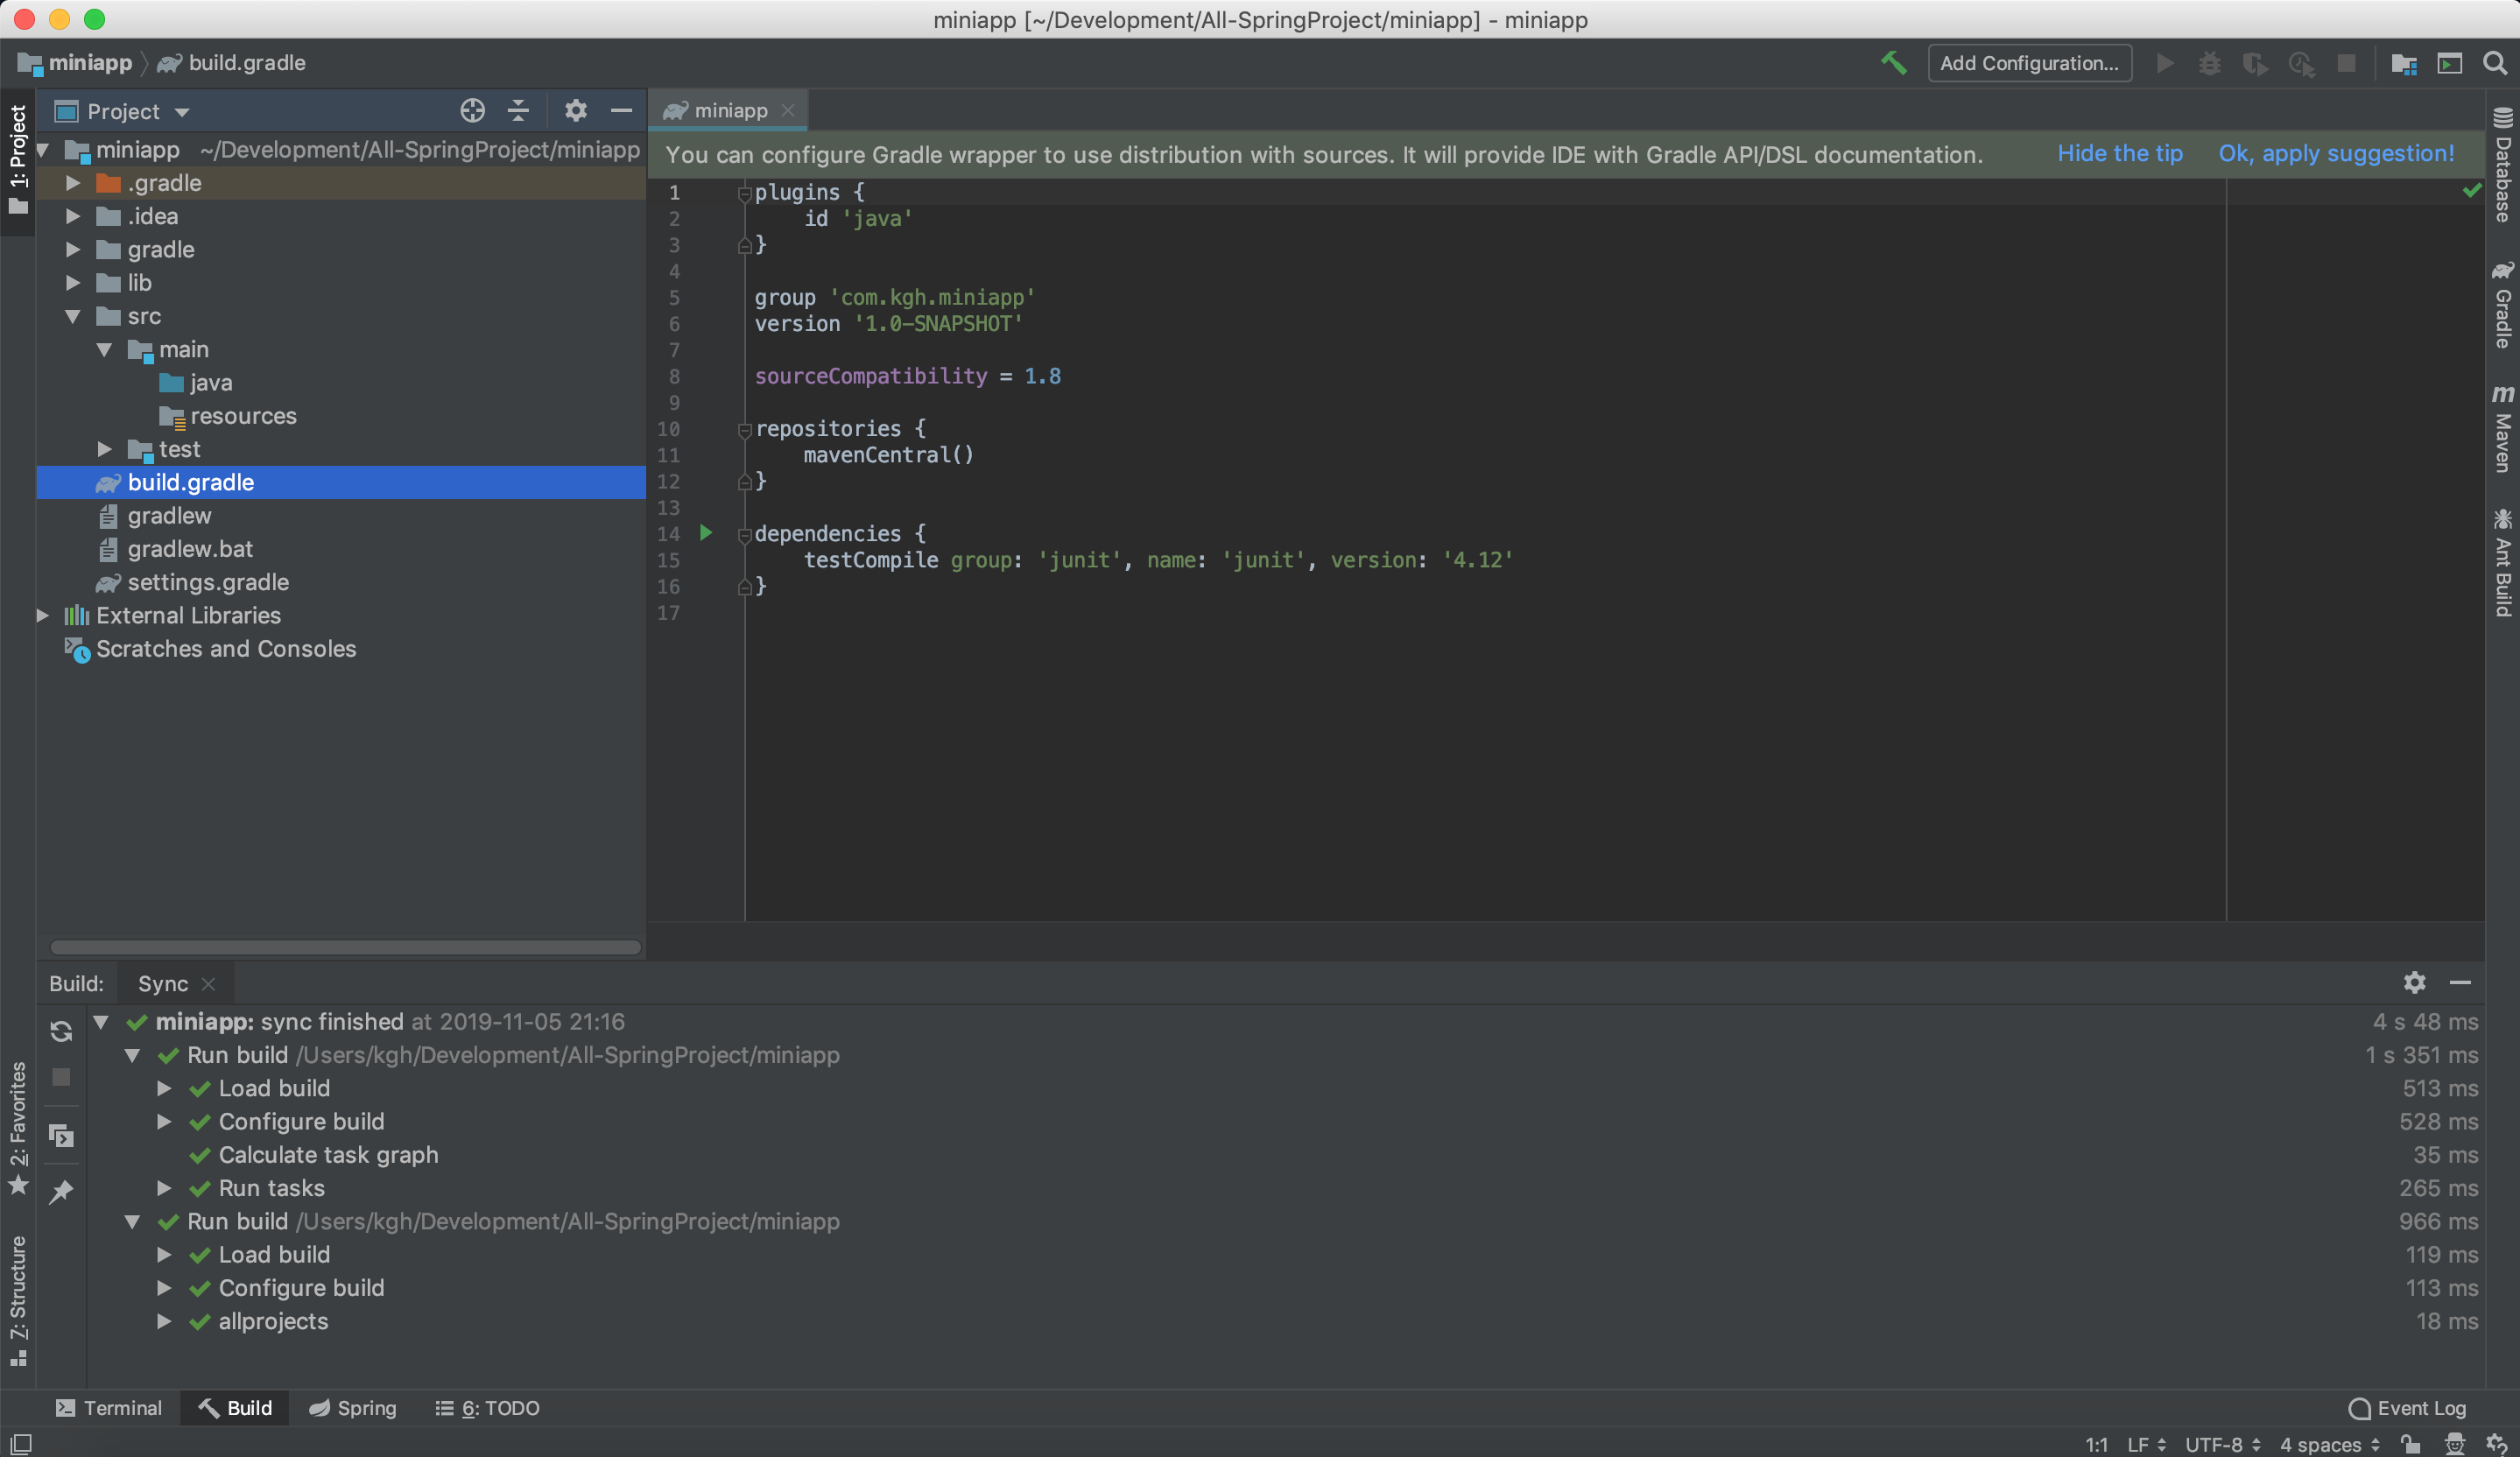 miniapp [~/Development/All-SpringProject/miniapp] - miniapp
miniapp build.gradle
Add Configuration...
1: Project
Project
miniapp ~/Development/All-SpringProject/miniapp
.gradle
.idea
gradle
lib
src
main
java
resources
test
build.gradle
gradlew
gradlew.bat
settings.gradle
External Libraries
Scratches and Consoles
miniapp
You can configure Gradle wrapper to use distribution with sources. It will provide IDE with Gradle API/DSL documentation. Hide the tip Ok, apply suggestion!
1 plugins {
2 id 'java'
3 }
4
5 group 'com.kgh.miniapp'
6 version '1.0-SNAPSHOT'
7
8 sourceCompatibility = 1.8
9
10 repositories {
11 mavenCentral()
12 }
13
14 dependencies {
15 testCompile group: 'junit', name: 'junit', version: '4.12'
16 }
17
Database
Gradle
m Maven
Ant Build
Build: Sync
miniapp: sync finished at 2019-11-05 21:16 4 s 48 ms
Run build /Users/kgh/Development/All-SpringProject/miniapp 1 s 351 ms
Load build 513 ms
Configure build 528 ms
Calculate task graph 35 ms
Run tasks 265 ms
Run build /Users/kgh/Development/All-SpringProject/miniapp 966 ms
Load build 119 ms
Configure build 113 ms
allprojects 18 ms
2: Favorites
Z: Structure
Terminal Build Spring 6: TODO Event Log
1:1 LF UTF-8 4 spaces